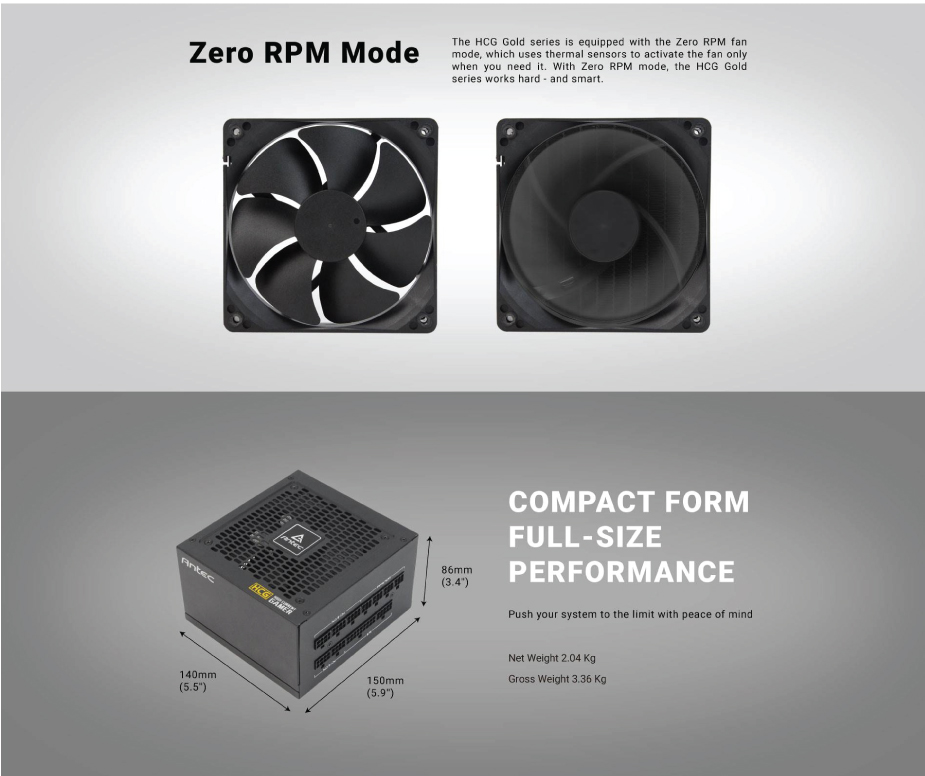 Zero RPM Mode
The HCG Gold series is equipped with the Zero RPM fan
mode, which uses thermal sensors to activate the fan only
when you need it. With Zero RPM mode, the HCG Gold
series works hard - and smart.
COMPACT FORM
FULL-SIZE
PERFORMANCE
Push your system to the limit with peace of mind
Net Weight 2.04 Kg
Gross Weight 3.36 Kg
Antec
Antec
HCG
GAMER
86mm
(3.4")
140mm
(5.5")
150mm
(5.9")